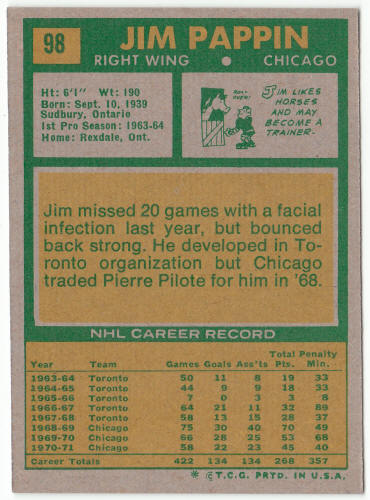 98 JIM PAPPIN
RIGHT WING • CHICAGO
Ht: 6'1" Wt: 190
Born: Sept. 10, 1939
Sudbury, Ontario
1st Pro Season: 1963-64
Home: Rexdale, Ont.
JIM LIKES
HORSES
AND MAY
BECOME A
TRAINER.
Jim missed 20 games with a facial
infection last year, but bounced
back strong. He developed in To-
ronto organization but Chicago
traded Pierre Pilote for him in '68.
NHL CAREER RECORD
Total Penalty
Year Team Games Goals Ass'ts Pts. Min.
1963-64 Toronto 50 11 8 19 33
1964-65 Toronto 44 9 9 18 33
1965-66 Toronto 7 0 3 3 8
1966-67 Toronto 64 21 11 32 89
1967-68 Toronto 58 13 15 28 37
1968-69 Chicago 75 30 40 70 49
1969-70 Chicago 66 28 25 53 68
1970-71 Chicago 58 22 23 45 40
Career Totals 422 134 134 268 357
* © T.C.G. PRTD. IN U.S.A.